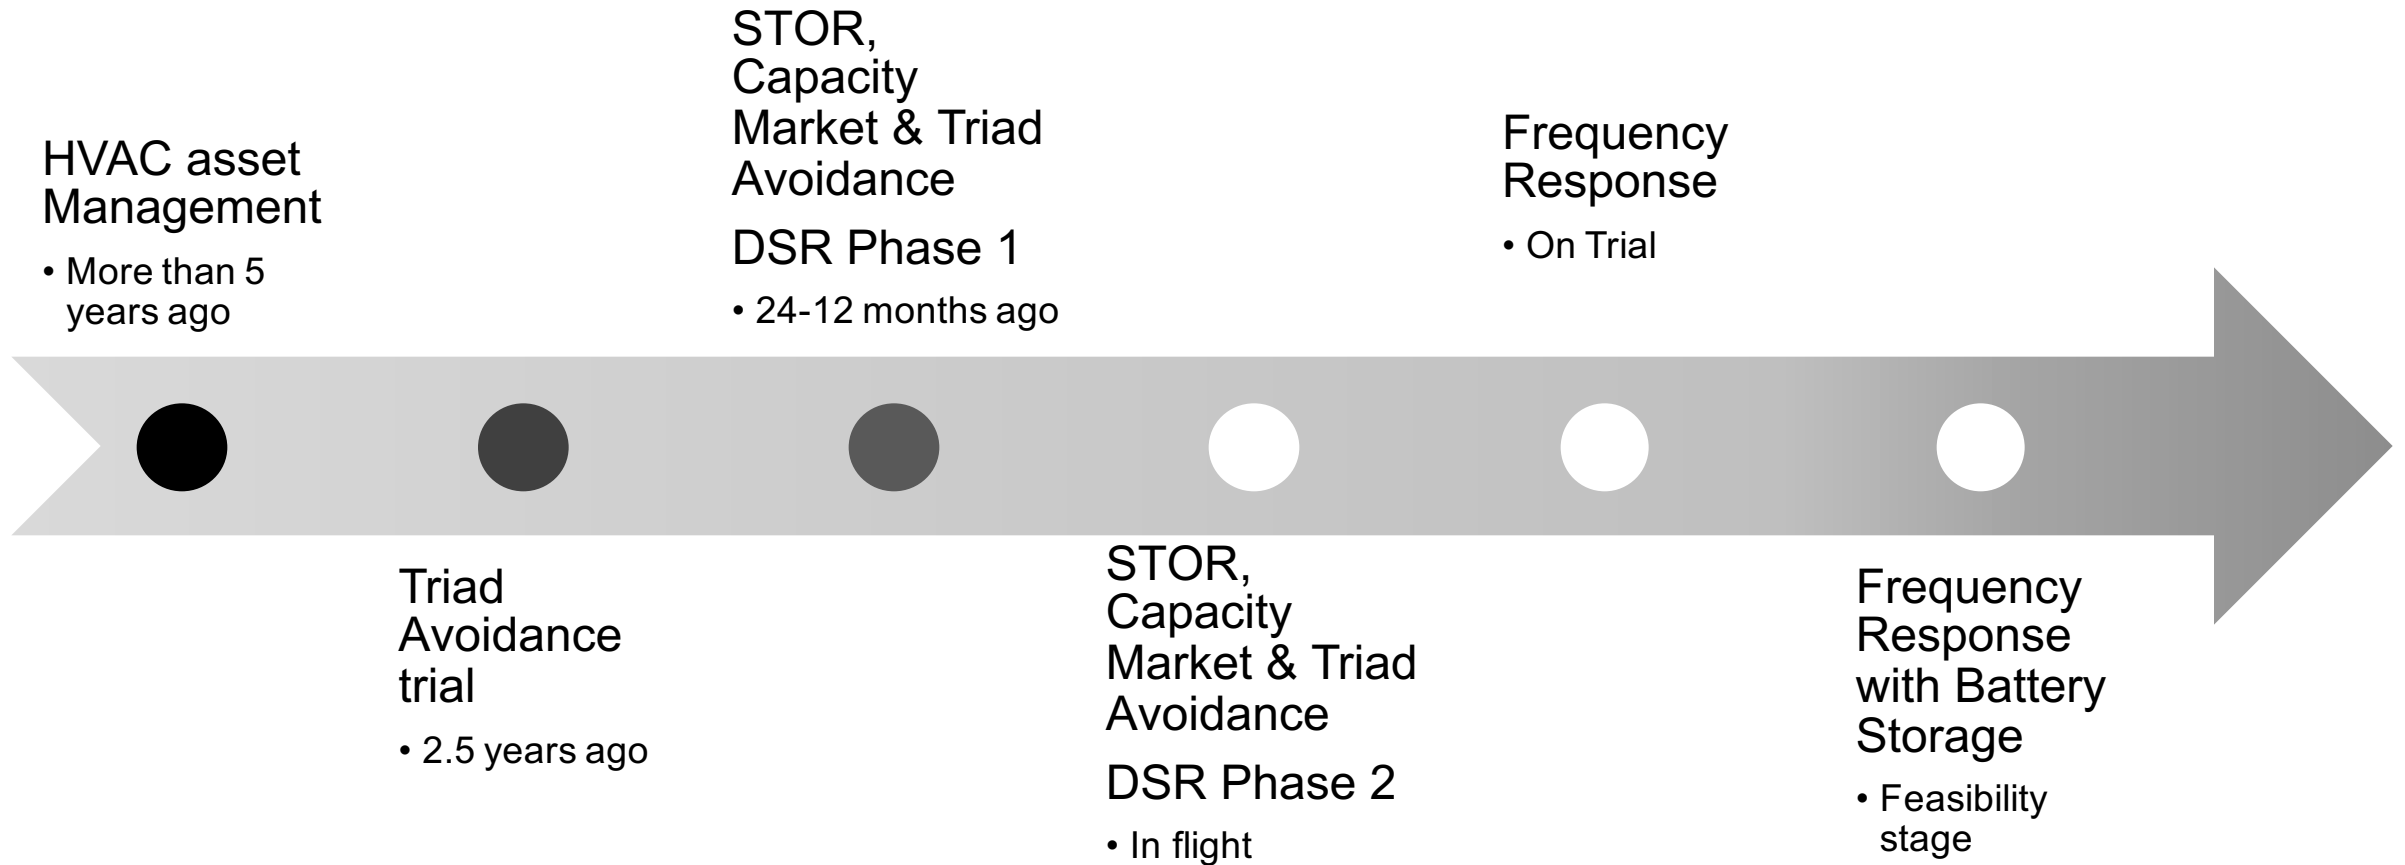 HVAC asset
Management
• More than 5
years ago
Triad
Avoidance
trial
• 2.5 years ago
STOR,
Capacity
Market & Triad
Avoidance
DSR Phase 1
• 24-12 months ago
STOR,
Capacity
Market & Triad
Avoidance
DSR Phase 2
• In flight
Frequency
Response
• On Trial
Frequency
Response
with Battery
Storage
• Feasibility
stage